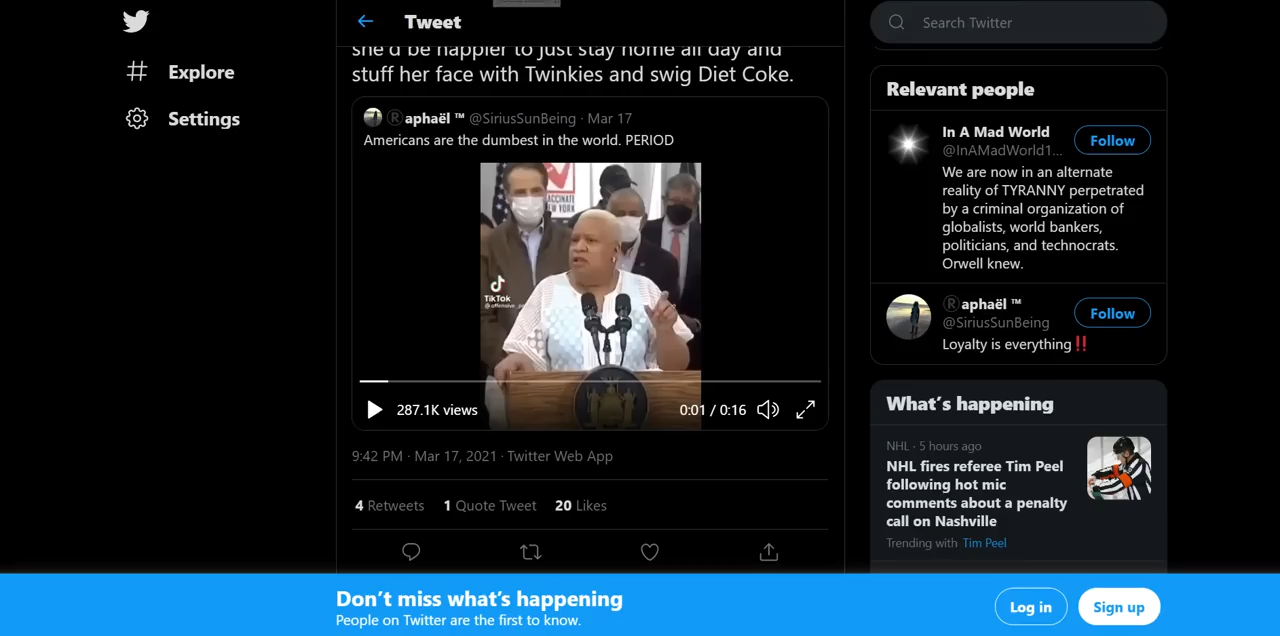 Tweet
Search Twitter
Explore
Settings
she'd be happier to just stay home all day and
stuff her face with Twinkies and swig Diet Coke.
Ⓡaphaël ™ @SiriusSunBeing · Mar 17
Americans are the dumbest in the world. PERIOD
VACCINATE
NEW YORK
TikTok
287.1K views
0:01 / 0:16
9:42 PM · Mar 17, 2021 · Twitter Web App
4 Retweets 1 Quote Tweet 20 Likes
Relevant people
In A Mad World
@InAMadWorld1...
Follow
We are now in an alternate
reality of TYRANNY perpetrated
by a criminal organization of
globalists, world bankers,
politicians, and technocrats.
Orwell knew.
Ⓡaphaël ™
@SiriusSunBeing
Follow
Loyalty is everything‼️
What's happening
NHL · 5 hours ago
NHL fires referee Tim Peel
following hot mic
comments about a penalty
call on Nashville
Trending with Tim Peel
Don't miss what's happening
People on Twitter are the first to know.
Log in
Sign up